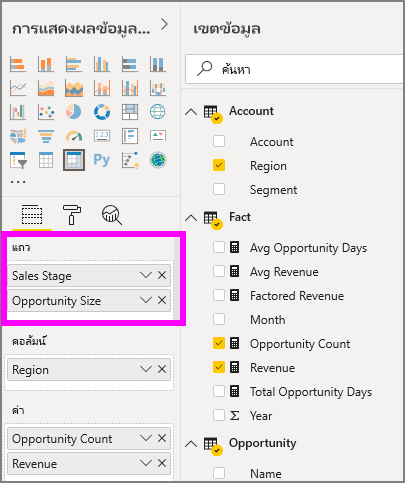 การแสดงผลข้อมูล...
Py
123
...
แถว
Sales Stage
Opportunity Size
คอลัมน์
Region
ค่า
Opportunity Count
Revenue
เขตข้อมูล
ค้นหา
Account
Account
Region
Segment
Fact
Avg Opportunity Days
Avg Revenue
Factored Revenue
Month
Opportunity Count
Revenue
Total Opportunity Days
Σ Year
Opportunity
Name